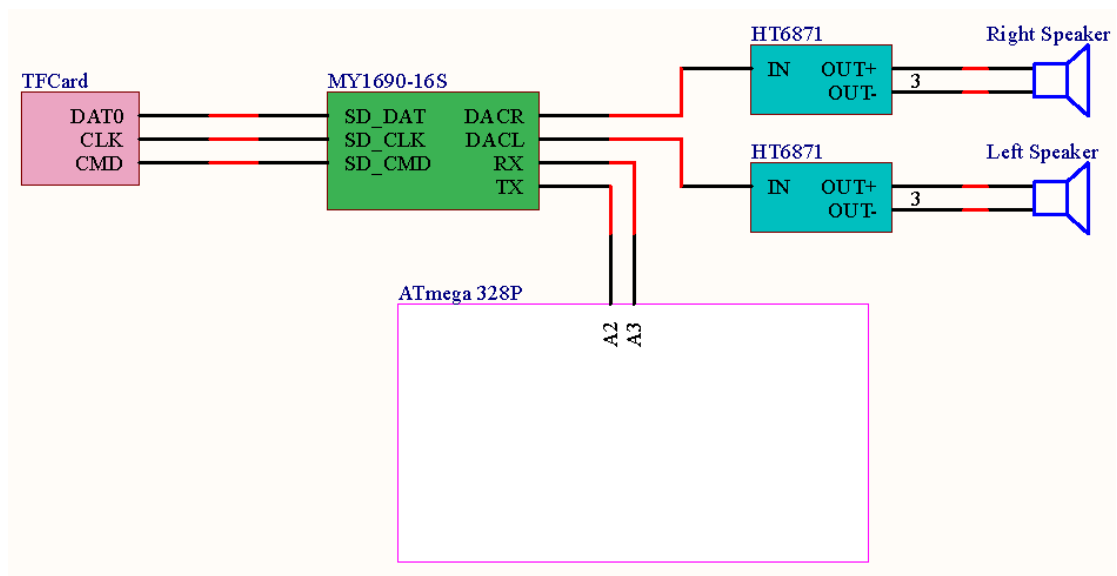 HT6871
Right Speaker
IN OUT+
3
OUT-
TFCard
MY1690-16S
DAT0
CLK
CMD
SD_DAT DACR
SD_CLK DACL
SD_CMD RX
TX
HT6871
Left Speaker
IN OUT+
3
OUT-
ATmega 328P
A2
A3